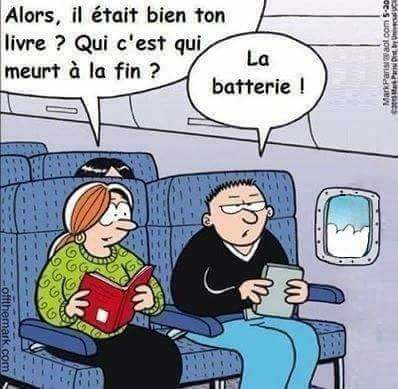 Alors, il était bien ton
livre ? Qui c'est qui
meurt à la fin ?
La
batterie !
offthemark.com